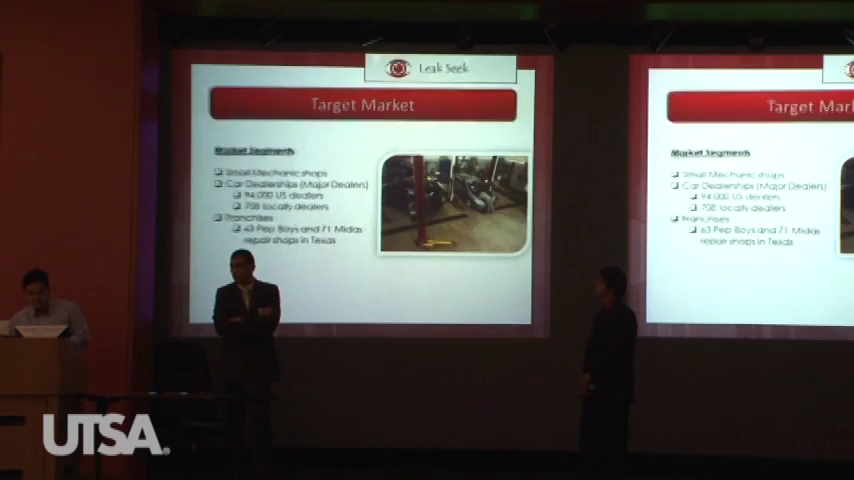 Leak Seek
Target Market
Market Segments
Small Mechanic shops
Car Dealerships (Major Dealers)
94,000 US dealers
708 locally dealers
Franchises
63 Pep Boys and 71 Midas
repair shops in Texas
Target Mark
Market Segments
Small Mechanic shops
Car Dealerships (Major Dealers)
94,000 US dealers
708 locally dealers
Franchises
63 Pep Boys and 71 Midas
repair shops in Texas
UTSA®